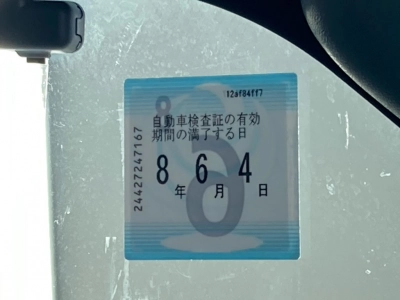 12af84ff7
自動車検査証の有効
期間の満了する日
8年6月4日
24427247167